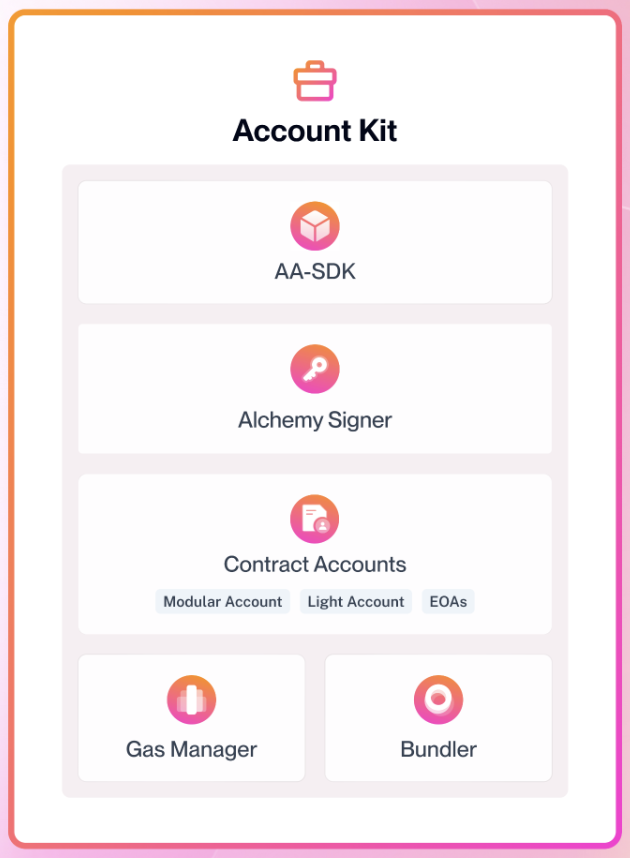 Account Kit
AA-SDK
Alchemy Signer
Contract Accounts
Modular Account Light Account EOAs
Gas Manager Bundler